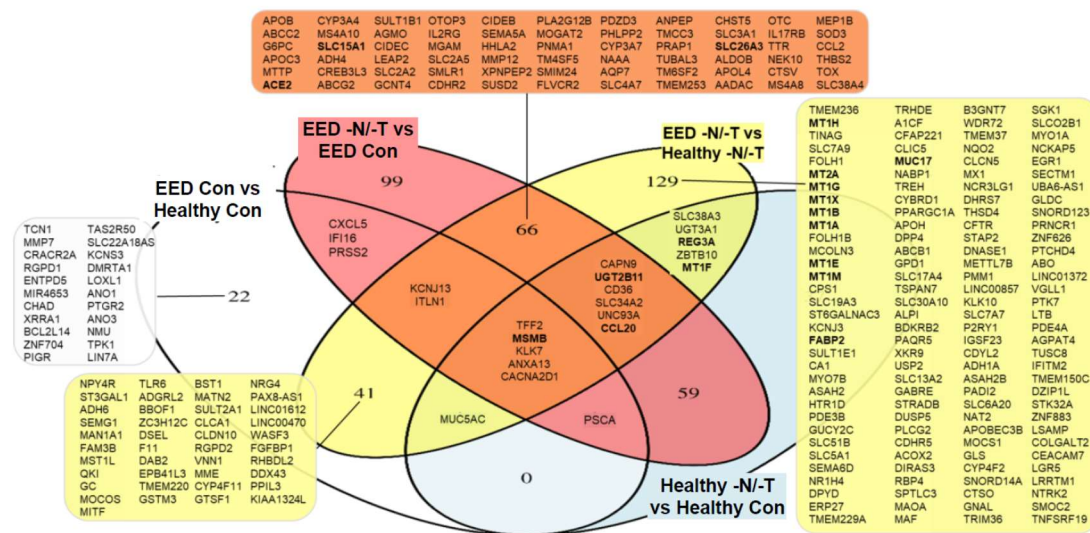 APOB CYP3A4 SULT1B1 OTOP3 CIDEB PLA2G12B PDZD3 ANPEP CHST5 OTC MEP1B
ABCC2 MS4A10 AGMO IL2RG SEMA5A MOGAT2 PHLPP2 TMCC3 SLC3A1 IL17RB SOD3
G6PC SLC15A1 CIDEC MGAM HHLA2 PNMA1 CYP3A7 PRAP1 SLC26A3 TTR CCL2
APOC3 ADH4 LEAP2 SLC2A5 MMP12 TM4SF5 NAAA TUBAL3 ALDOB NEK10 THBS2
MTTP CREB3L3 SLC2A2 SMLR1 XPNPEP2 SMIM24 AQP7 TM6SF2 APOL4 CTSV TOX
ACE2 ABCG2 GCNT4 CDHR2 SUSD2 FLVCR2 SLC4A7 TMEM253 AADAC MS4A8 SLC38A4
EED -N/-T vs
EED Con
EED -N/-T vs
Healthy -N/-T
EED Con vs
Healthy Con
Healthy -N/-T
vs Healthy Con
99
129
66
22
41
59
0
CXCL5
IFI16
PRSS2
SLC38A3
UGT3A1
REG3A
ZBTB10
MT1F
KCNJ13
ITLN1
CAPN9
UGT2B11
CD36
SLC34A2
UNC93A
CCL20
TFF2
MSMB
KLK7
ANXA13
CACNA2D1
MUC5AC
PSCA
TCN1 TAS2R50
MMP7 SLC22A18AS
CRACR2A KCNS3
RGPD1 DMRTA1
ENTPD5 LOXL1
MIR4653 ANO1
CHAD PTGR2
XRRA1 ANO3
BCL2L14 NMU
ZNF704 TPK1
PIGR LIN7A
NPY4R TLR6 BST1 NRG4
ST3GAL1 ADGRL2 MATN2 PAX8-AS1
ADH6 BBOF1 SULT2A1 LINC01612
SEMG1 ZC3H12C CLCA1 LINC00470
MAN1A1 DSEL CLDN10 WASF3
FAM3B F11 RGPD2 FGFBP1
MST1L DAB2 VNN1 RHBDL2
QKI EPB41L3 MME DDX43
GC TMEM220 CYP4F11 PPIL3
MOCOS GSTM3 GTSF1 KIAA1324L
MITF
TMEM236 TRHDE B3GNT7 SGK1
MT1H A1CF WDR72 SLCO2B1
TINAG CFAP221 TMEM37 MYO1A
SLC7A9 CLIC5 NQO2 NCKAP5
FOLH1 MUC17 CLCN5 EGR1
MT2A NABP1 MX1 SECTM1
MT1G TREH NCR3LG1 UBA6-AS1
MT1X CYBRD1 DHRS7 GLDC
MT1B PPARGC1A THSD4 SNORD123
MT1A APOH CFTR PRNCR1
FOLH1B DPP4 STAP2 ZNF626
MCOLN3 ABCB1 DNASE1 PTCHD4
MT1E GPD1 METTL7B ABO
MT1M SLC17A4 PMM1 LINC01372
CPS1 TSPAN7 LINC00857 VGLL1
SLC19A3 SLC30A10 KLK10 PTK7
ST6GALNAC3 ALPI SLC7A7 LTB
KCNJ3 BDKRB2 P2RY1 PDE4A
FABP2 PAQR5 IGSF23 AGPAT4
SULT1E1 XKR9 CDYL2 TUSC8
CA1 USP2 ADH1A IFITM2
MYO7B SLC13A2 ASAH2B TMEM150C
ASAH2 GABRE PADI2 DZIP1L
HTR1D STRADB SLC6A20 STK32A
PDE3B DUSP5 NAT2 ZNF883
GUCY2C PLCG2 APOBEC3B LSAMP
SLC51B CDHR5 MOCS1 COLGALT2
SLC5A1 ACOX2 GLS CEACAM7
SEMA6D DIRAS3 CYP4F2 LGR5
NR1H4 RBP4 SNORD14A LRRTM1
DPYD SPTLC3 CTSO NTRK2
ERP27 MAOA GNAL SMOC2
TMEM229A MAF TRIM36 TNFSRF19